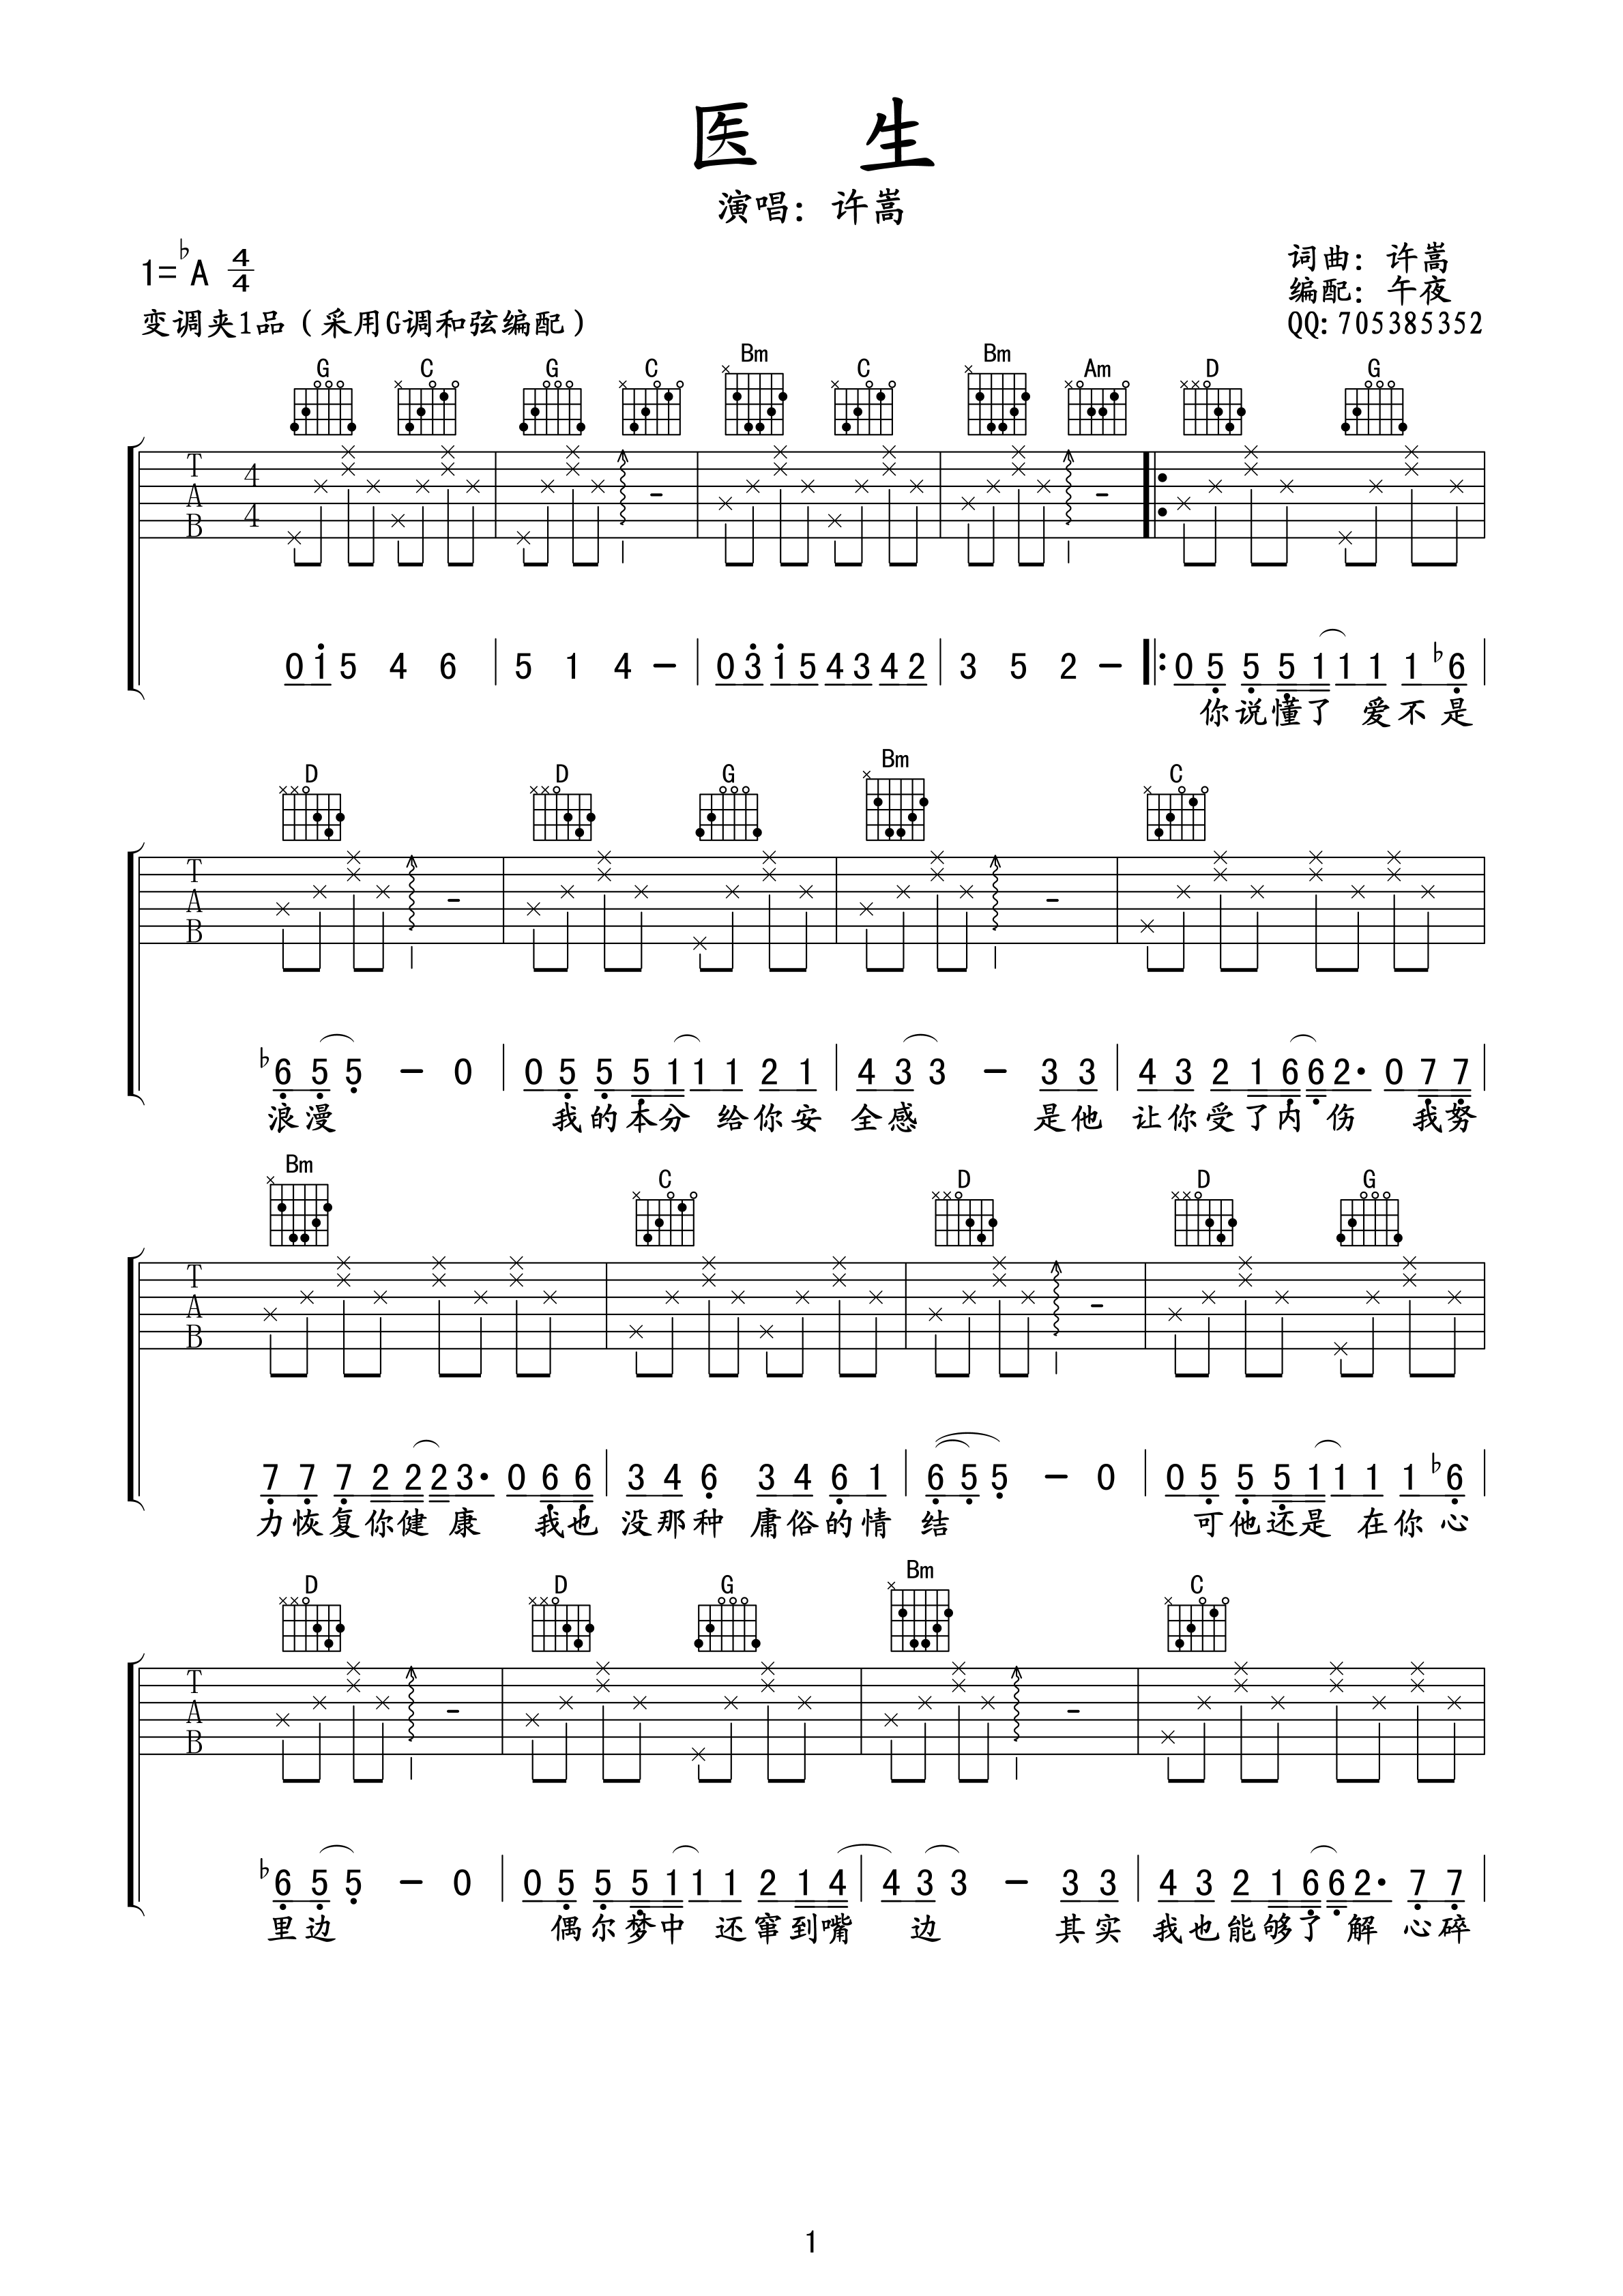 医 生
演唱：许嵩
1=♭A 4/4
词曲：许嵩
编配：午夜
变调夹1品（采用G调和弦编配）
QQ:705385352
G C G C Bm C Bm Am D G
T A B 4 4
0 1 5 4 6 5 1 4 - 0 3 1 5 4 3 4 2 3 5 2 - 0 5 5 5 1 1 1 1 ♭6
你说懂了 爱不是
D D G Bm C
T A B
♭6 5 5 - 0 0 5 5 5 1 1 1 2 1 4 3 3 - 3 3 4 3 2 1 6 6 2· 0 7 7
浪漫 我的本分 给你安 全感 是他 让你受了内 伤 我努
Bm C D D G
T A B
7 7 7 2 2 2 3· 0 6 6 3 4 6 3 4 6 1 6 5 5 - 0 0 5 5 5 1 1 1 1 ♭6
力恢复你健 康 我也 没那种 庸俗的情 结 可他还是 在你心
D D G Bm C
T A B
♭6 5 5 - 0 0 5 5 5 1 1 1 2 1 4 4 3 3 - 3 3 4 3 2 1 6 6 2· 7 7
里边 偶尔梦中 还窜到嘴 边 其实 我也能够了 解 心碎
1